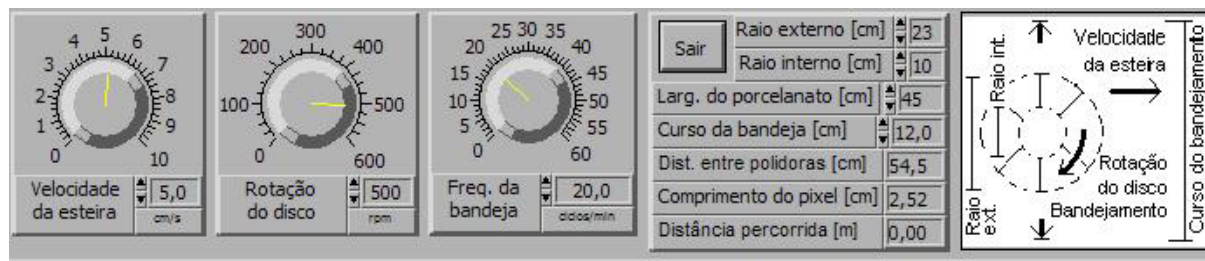 0
1
2
3
4
5
6
7
8
9
10
Velocidade
da esteira
5,0
cm/s
0
100
200
300
400
500
600
Rotação
do disco
500
rpm
0
5
10
15
20
25
30
35
40
45
50
55
60
Freq. da
bandeja
20,0
ciclos/min
Sair
Raio externo [cm] 23
Raio interno [cm] 10
Larg. do porcelanato [cm] 45
Curso da bandeja [cm] 12,0
Dist. entre polidoras [cm] 54,5
Comprimento do pixel [cm] 2,52
Distância percorrida [m] 0,00
Raio int.
Raio
ext.
Velocidade
da esteira
Rotação
do disco
Bandejamento
Curso do bandejamento